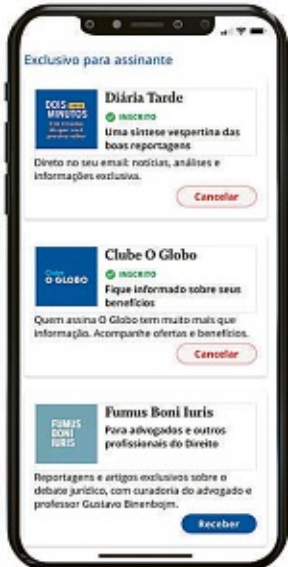 Exclusivo para assinante
DOIS
MINUTOS
Diária Tarde
INSCRITO
Uma síntese vespertina das
boas reportagens
Direto no seu email: notícias, análises e
informações exclusiva.
Cancelar
Clube
O GLOBO
Clube O Globo
INSCRITO
Fique informado sobre seus
benefícios
Quem assina O Globo tem muito mais que
informação. Acompanhe ofertas e benefícios.
Cancelar
FUMUS
BONI
IURIS
Fumus Boni Iuris
Para advogados e outros
profissionais do Direito
Reportagens e artigos exclusivos sobre o
debate jurídico, com curadoria do advogado e
professor Gustavo Binenbojm.
Receber